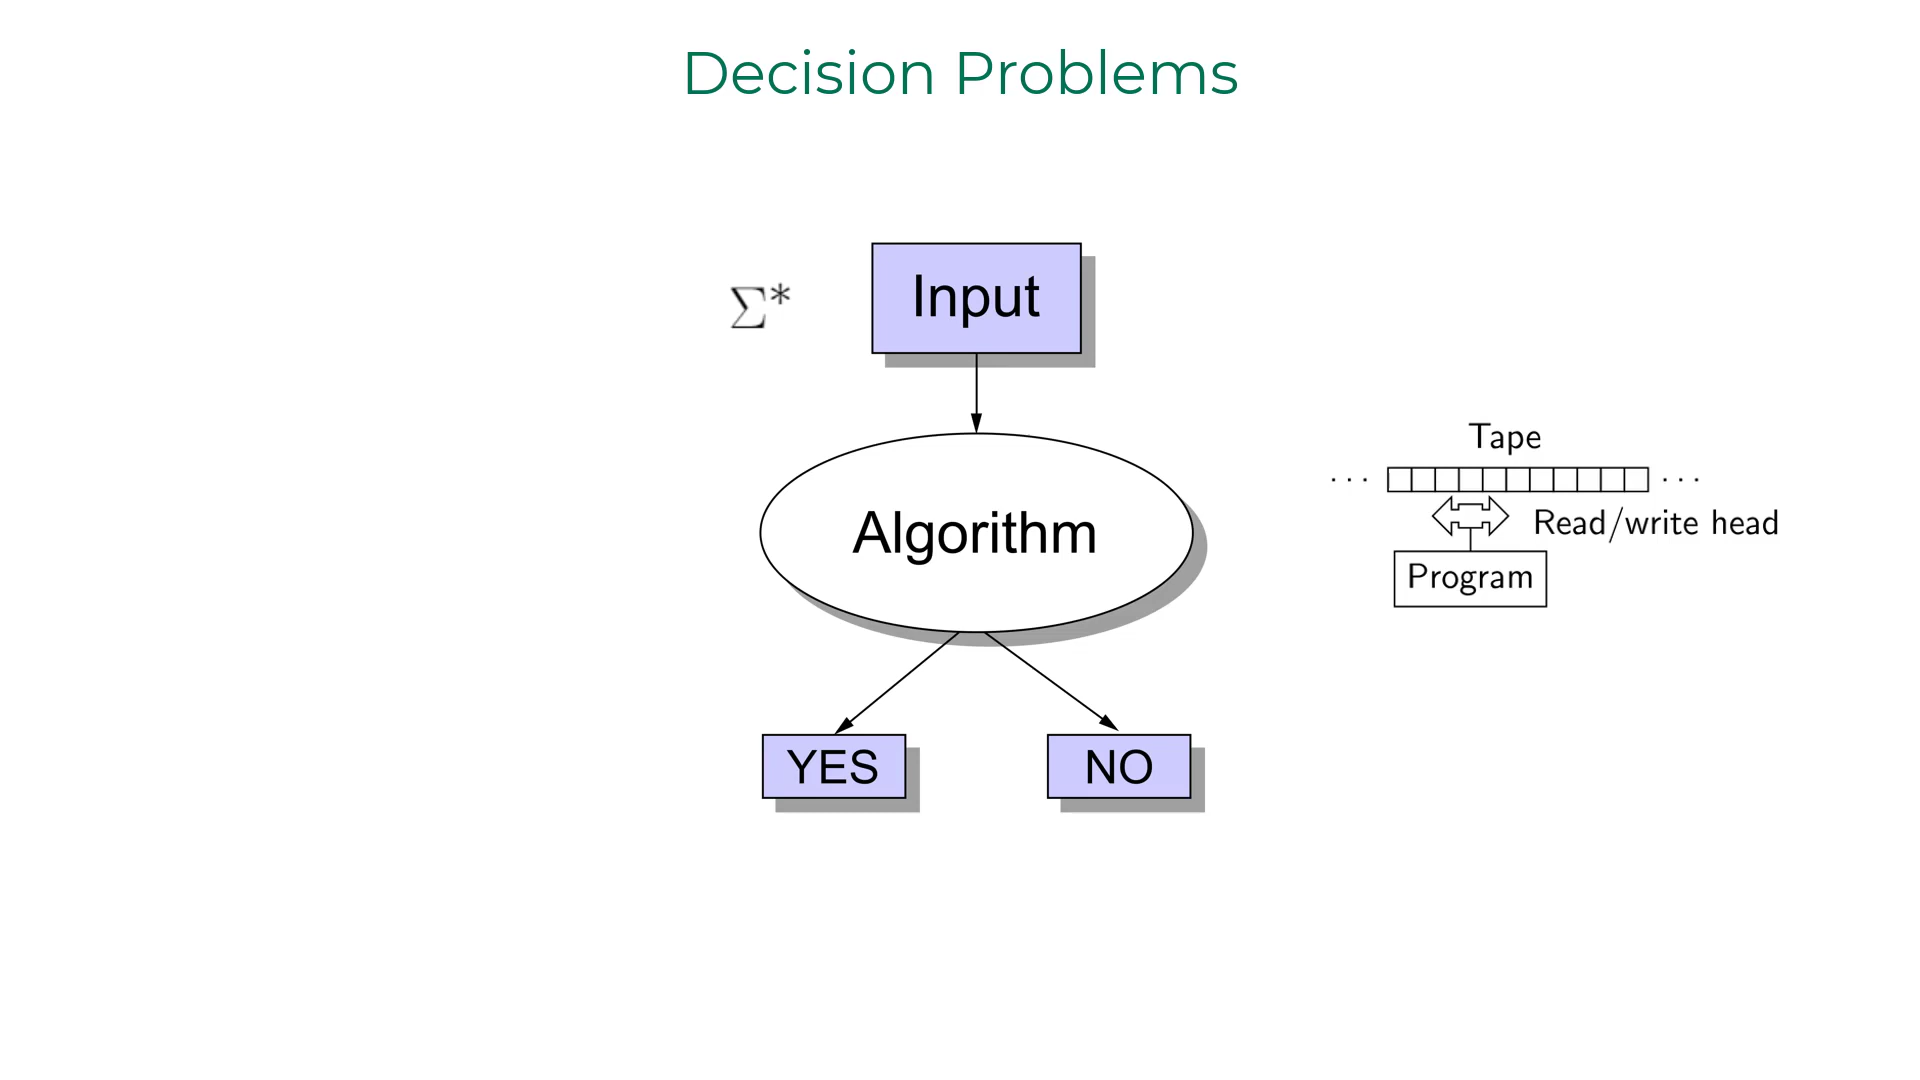 Decision Problems
Σ*
Input
Algorithm
Tape
··· ···
Read/write head
Program
YES
NO